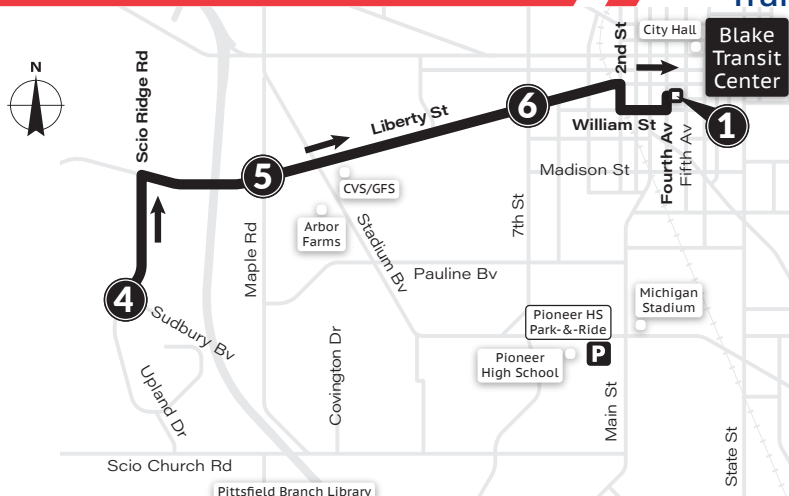 City Hall
Blake
Transit
Center
2nd St
N
Scio Ridge Rd
Liberty St
6
William St
1
Fourth Av
Fifth Av
Madison St
5
CVS/GFS
Arbor
Farms
Stadium Bv
7th St
Maple Rd
Pauline Bv
4
Sudbury Bv
Michigan
Stadium
Pioneer HS
Park-&-Ride
P
Pioneer
High School
Upland Dr
Covington Dr
Main St
State St
Scio Church Rd
Pittsfield Branch Library